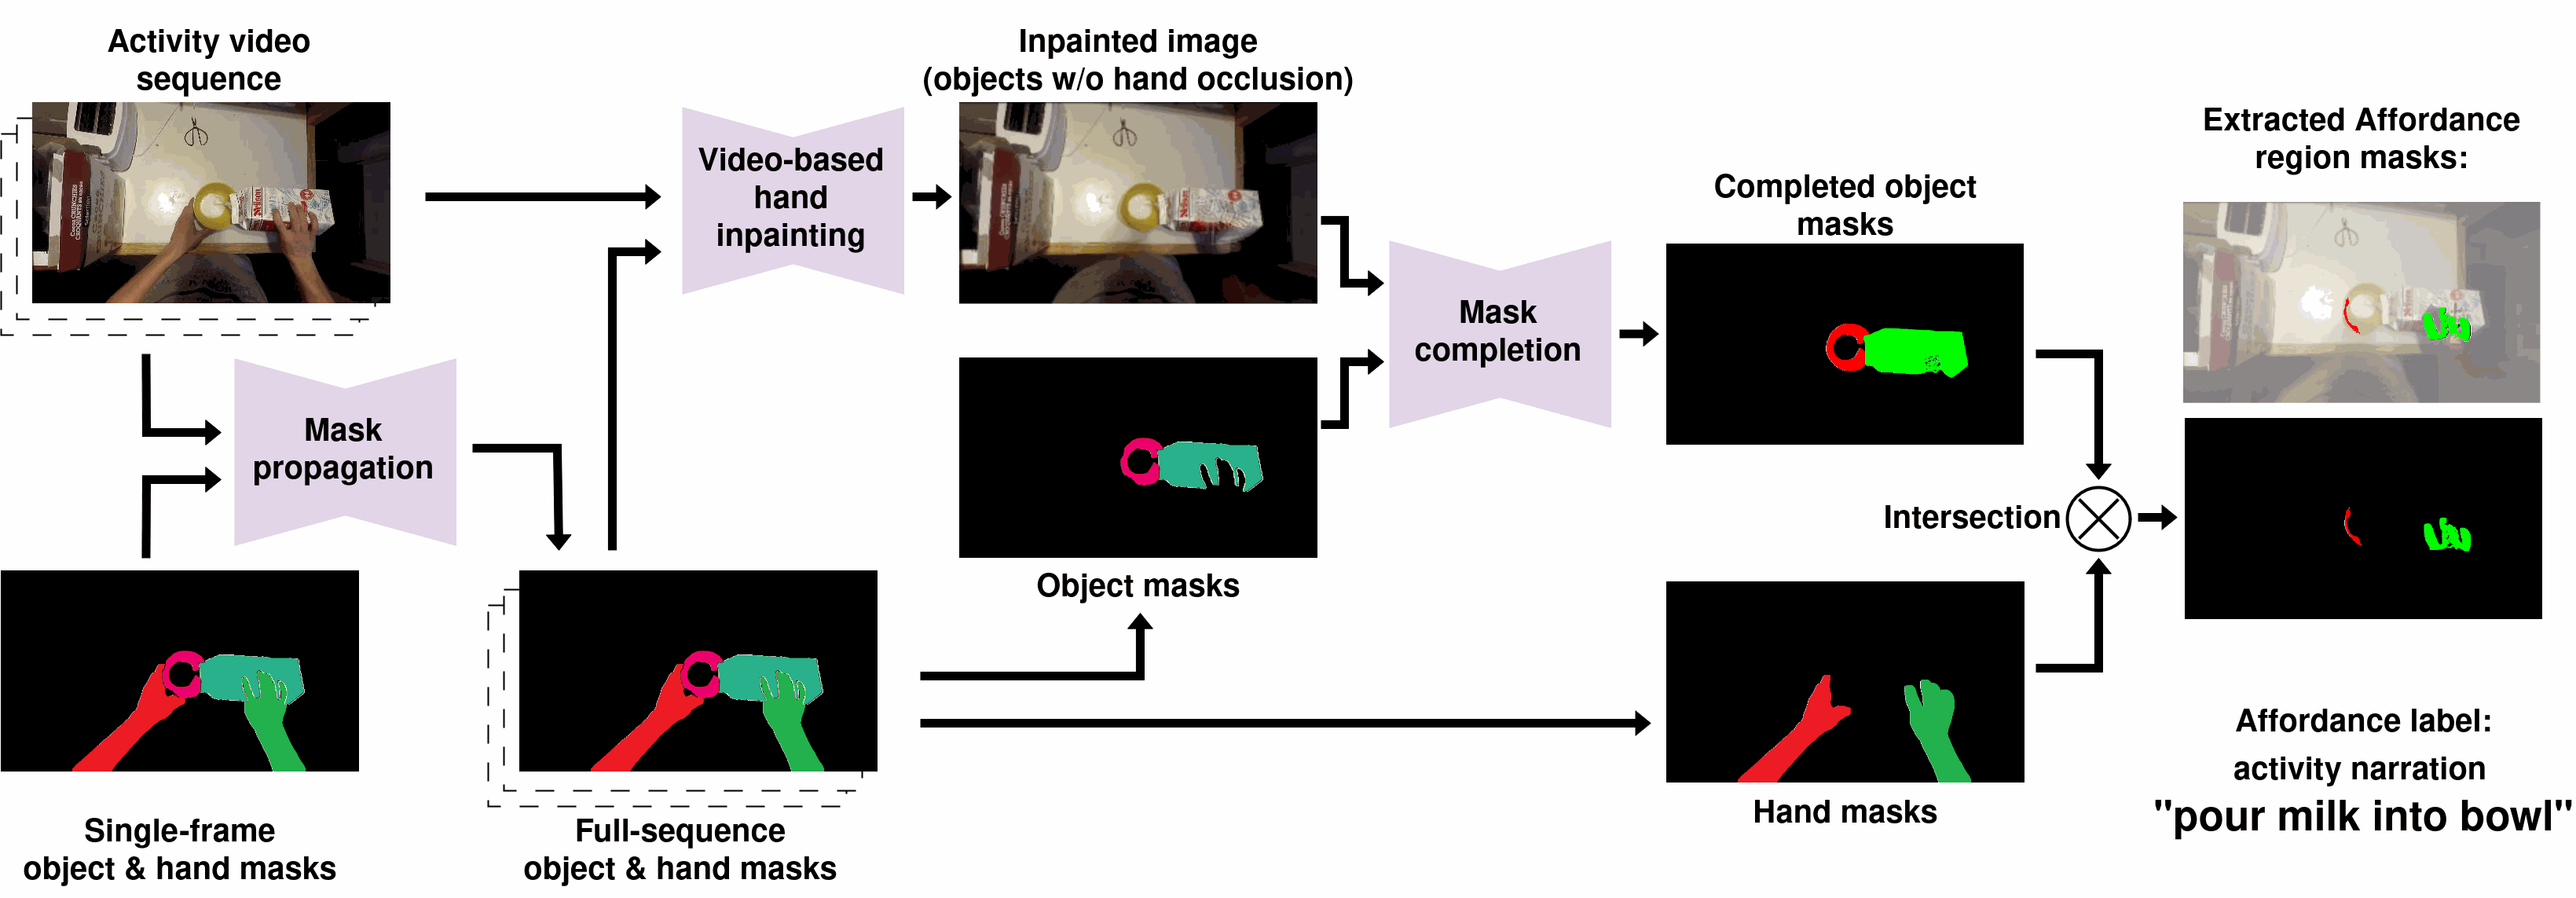 Activity video
sequence
Inpainted image
(objects w/o hand occlusion)
Extracted Affordance
region masks:
Video-based
hand
inpainting
Completed object
masks
Mask
completion
Mask
propagation
Intersection
Object masks
Affordance label:
activity narration
"pour milk into bowl"
Hand masks
Single-frame
object & hand masks
Full-sequence
object & hand masks